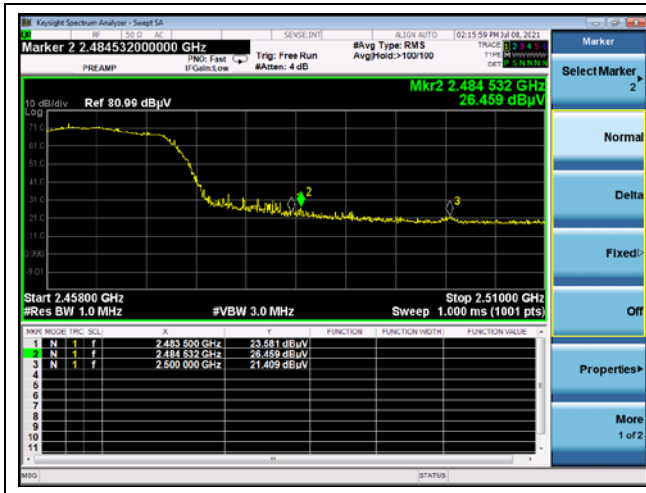 Keysight Spectrum Analyzer - Swept SA
RF 50 Ω AC SENSE:INT ALIGN AUTO 02:15:59 PM Jul 08, 2021
Marker 2 2.484532000000 GHz
PREAMP
PNO: Fast
IFGain:Low
Trig: Free Run
#Atten: 4 dB
#Avg Type: RMS
Avg|Hold:>100/100
TRACE 1 2 3 4 5 6
TYPE M
DET P S N N N N
Mkr2 2.484 532 GHz
26.459 dBµV
10 dB/div Ref 80.99 dBµV
Log
71.0
61.0
51.0
41.0
31.0
21.0
11.0
0.990
-9.01
2
3
Start 2.45800 GHz Stop 2.51000 GHz
#Res BW 1.0 MHz #VBW 3.0 MHz Sweep 1.000 ms (1001 pts)
MKR MODE TRC SCL X Y FUNCTION FUNCTION WIDTH FUNCTION VALUE
1 N 1 f 2.483 500 GHz 23.581 dBµV
2 N 1 f 2.484 532 GHz 26.459 dBµV
3 N 1 f 2.500 000 GHz 21.409 dBµV
4
5
6
7
8
9
10
11
MSG STATUS
Marker
Select Marker
2
Normal
Delta
Fixed
Off
Properties
More
1 of 2